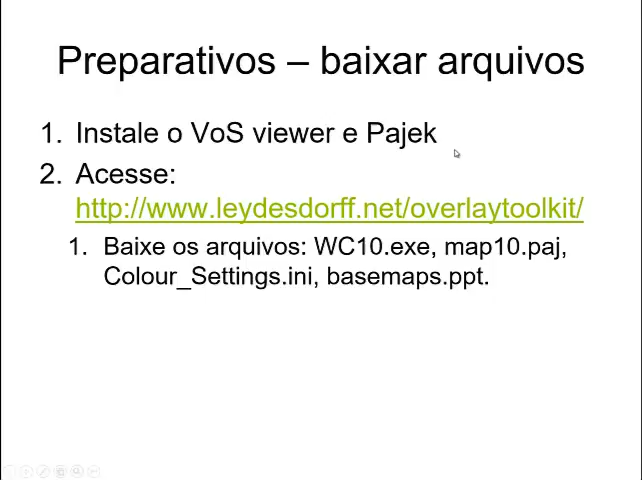 Preparativos – baixar arquivos
1. Instale o VoS viewer e Pajek
2. Acesse:
http://www.leydesdorff.net/overlaytoolkit/
1. Baixe os arquivos: WC10.exe, map10.paj,
Colour_Settings.ini, basemaps.ppt.